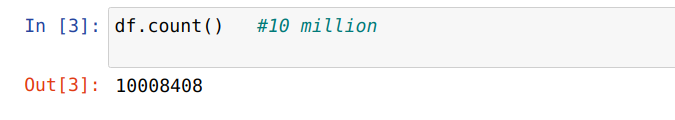 In [3]: df.count()   #10 million
Out[3]: 10008408